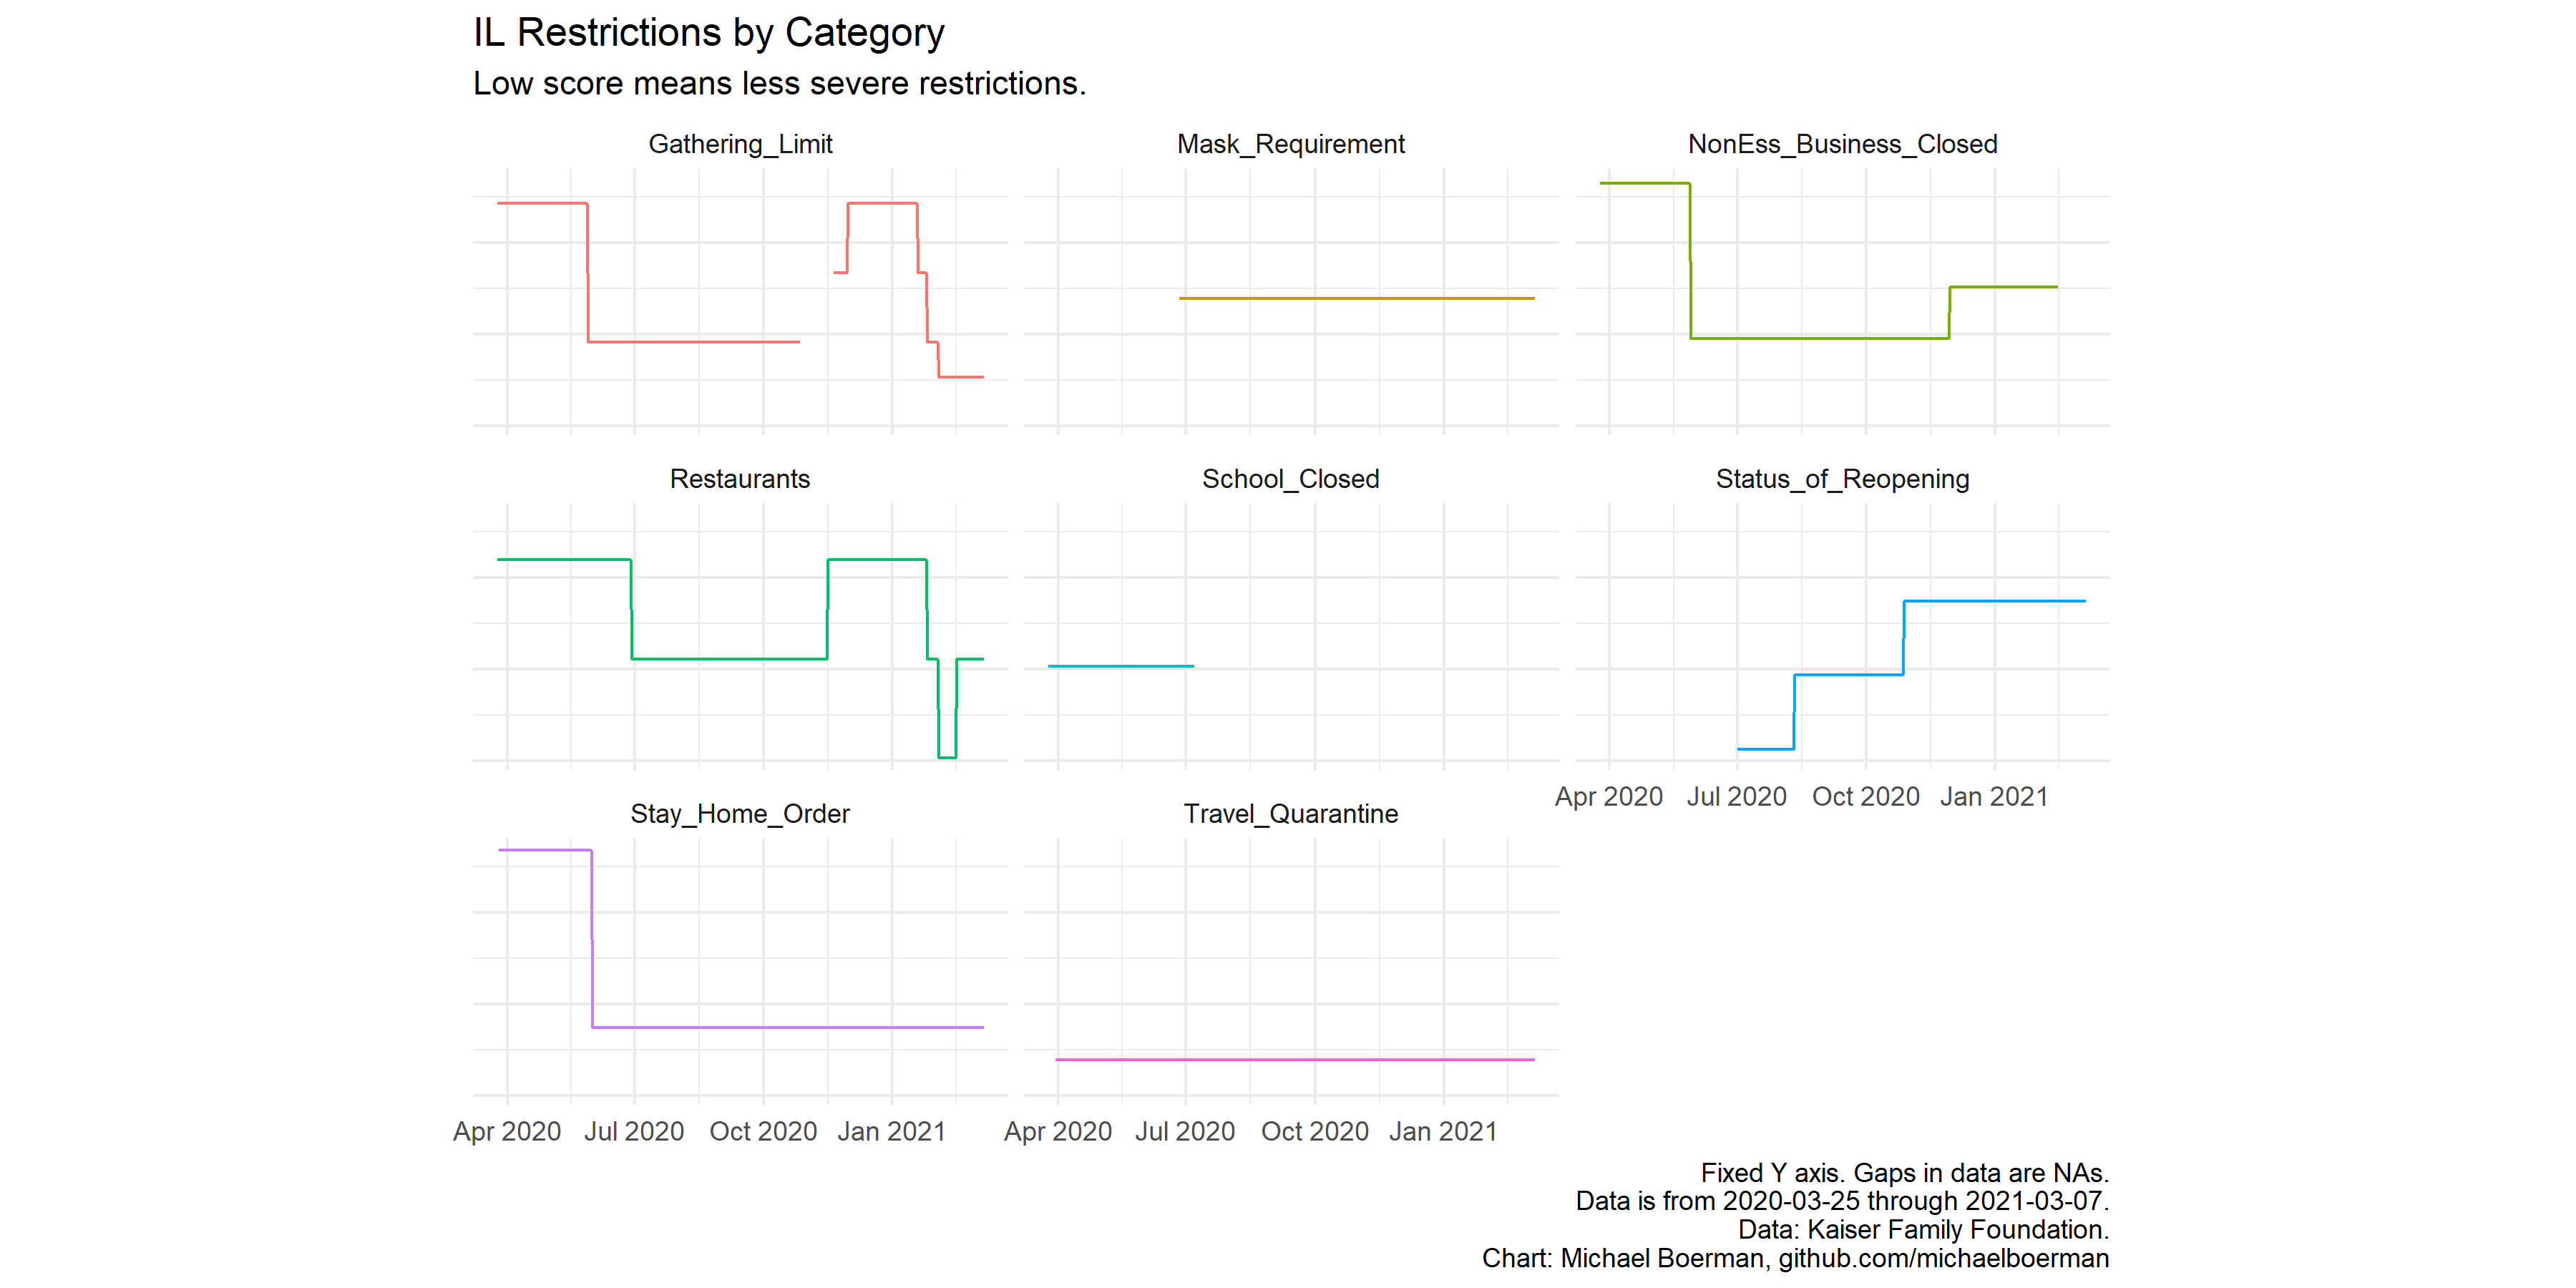 IL Restrictions by Category
Low score means less severe restrictions.
Gathering_Limit
Mask_Requirement
NonEss_Business_Closed
Restaurants
School_Closed
Status_of_Reopening
Apr 2020 Jul 2020 Oct 2020 Jan 2021
Stay_Home_Order
Travel_Quarantine
Apr 2020 Jul 2020 Oct 2020 Jan 2021
Apr 2020 Jul 2020 Oct 2020 Jan 2021
Fixed Y axis. Gaps in data are NAs.
Data is from 2020-03-25 through 2021-03-07.
Data: Kaiser Family Foundation.
Chart: Michael Boerman, github.com/michaelboerman